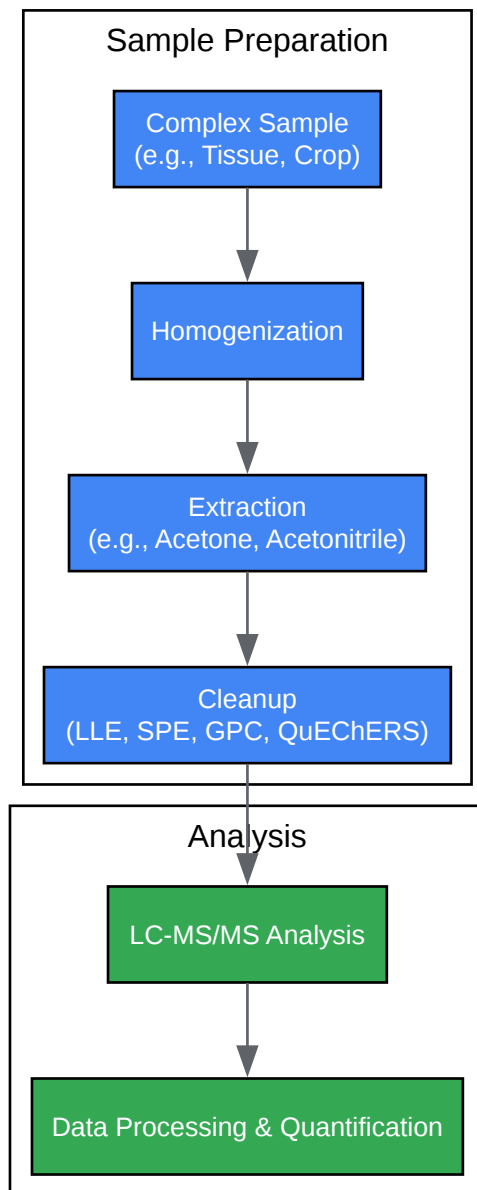 Sample Preparation
Complex Sample
(e.g., Tissue, Crop)
Homogenization
Extraction
(e.g., Acetone, Acetonitrile)
Cleanup
(LLE, SPE, GPC, QuEChERS)
Analysis
LC-MS/MS Analysis
Data Processing & Quantification